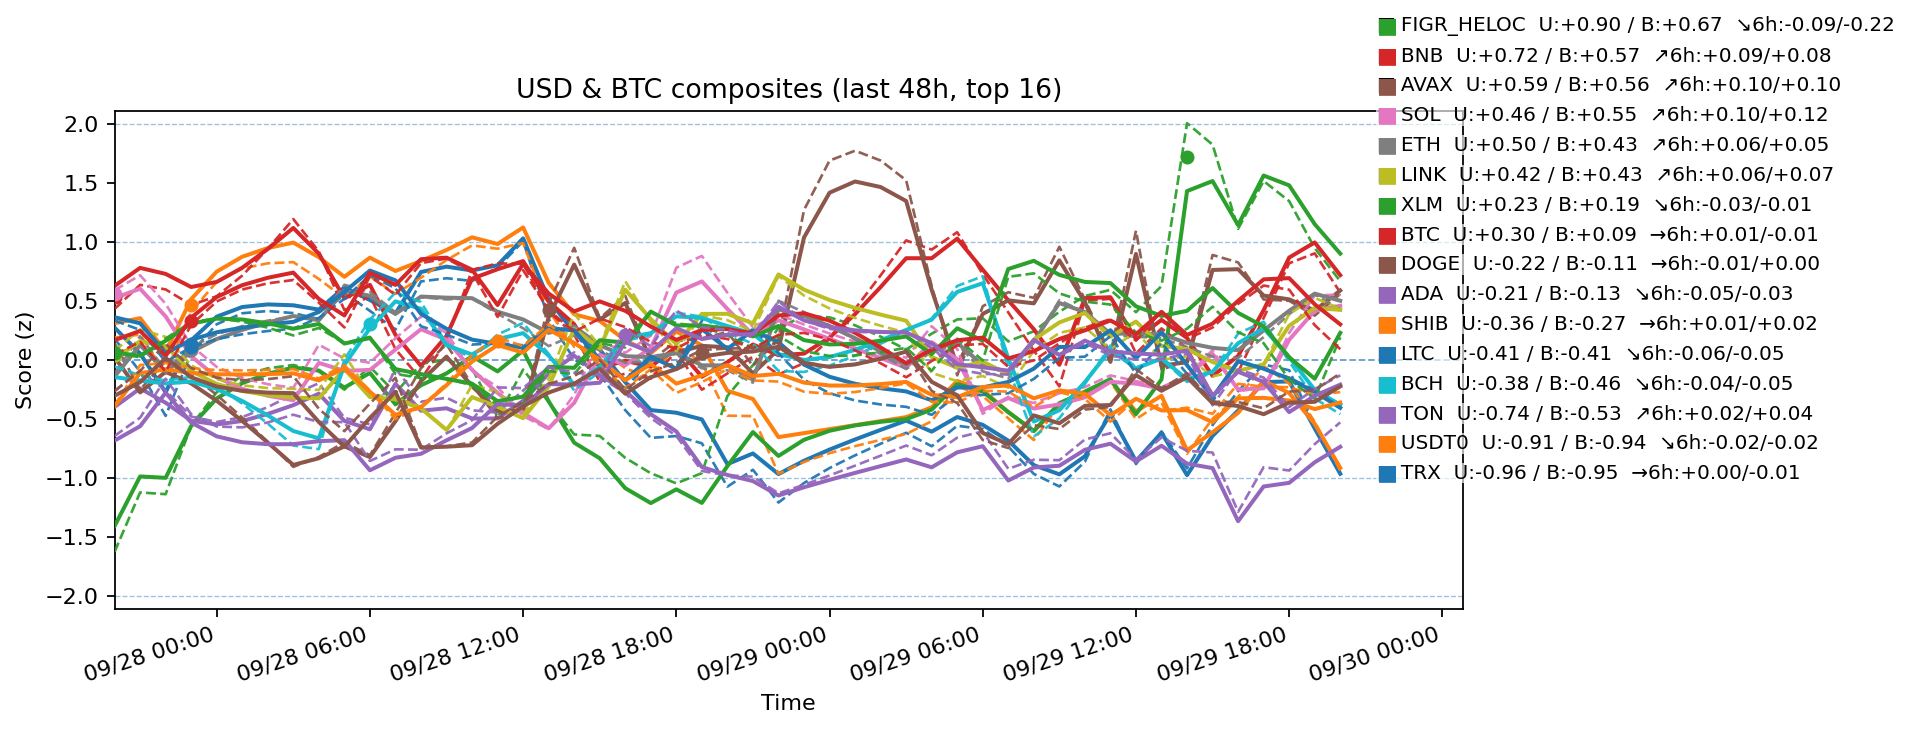 FIGR_HELOC U:+0.90 / B:+0.67 ↘6h:-0.09/-0.22
BNB U:+0.72 / B:+0.57 ↗6h:+0.09/+0.08
AVAX U:+0.59 / B:+0.56 ↗6h:+0.10/+0.10
SOL U:+0.46 / B:+0.55 ↗6h:+0.10/+0.12
ETH U:+0.50 / B:+0.43 ↗6h:+0.06/+0.05
LINK U:+0.42 / B:+0.43 ↗6h:+0.06/+0.07
XLM U:+0.23 / B:+0.19 ↘6h:-0.03/-0.01
BTC U:+0.30 / B:+0.09 →6h:+0.01/-0.01
DOGE U:-0.22 / B:-0.11 →6h:-0.01/+0.00
ADA U:-0.21 / B:-0.13 ↘6h:-0.05/-0.03
SHIB U:-0.36 / B:-0.27 →6h:+0.01/+0.02
LTC U:-0.41 / B:-0.41 ↘6h:-0.06/-0.05
BCH U:-0.38 / B:-0.46 ↘6h:-0.04/-0.05
TON U:-0.74 / B:-0.53 ↗6h:+0.02/+0.04
USDT0 U:-0.91 / B:-0.94 ↘6h:-0.02/-0.02
TRX U:-0.96 / B:-0.95 →6h:+0.00/-0.01
USD & BTC composites (last 48h, top 16)
Score (z)
2.0
1.5
1.0
0.5
0.0
−0.5
−1.0
−1.5
−2.0
09/28 00:00
09/28 06:00
09/28 12:00
09/28 18:00
09/29 00:00
09/29 06:00
09/29 12:00
09/29 18:00
09/30 00:00
Time